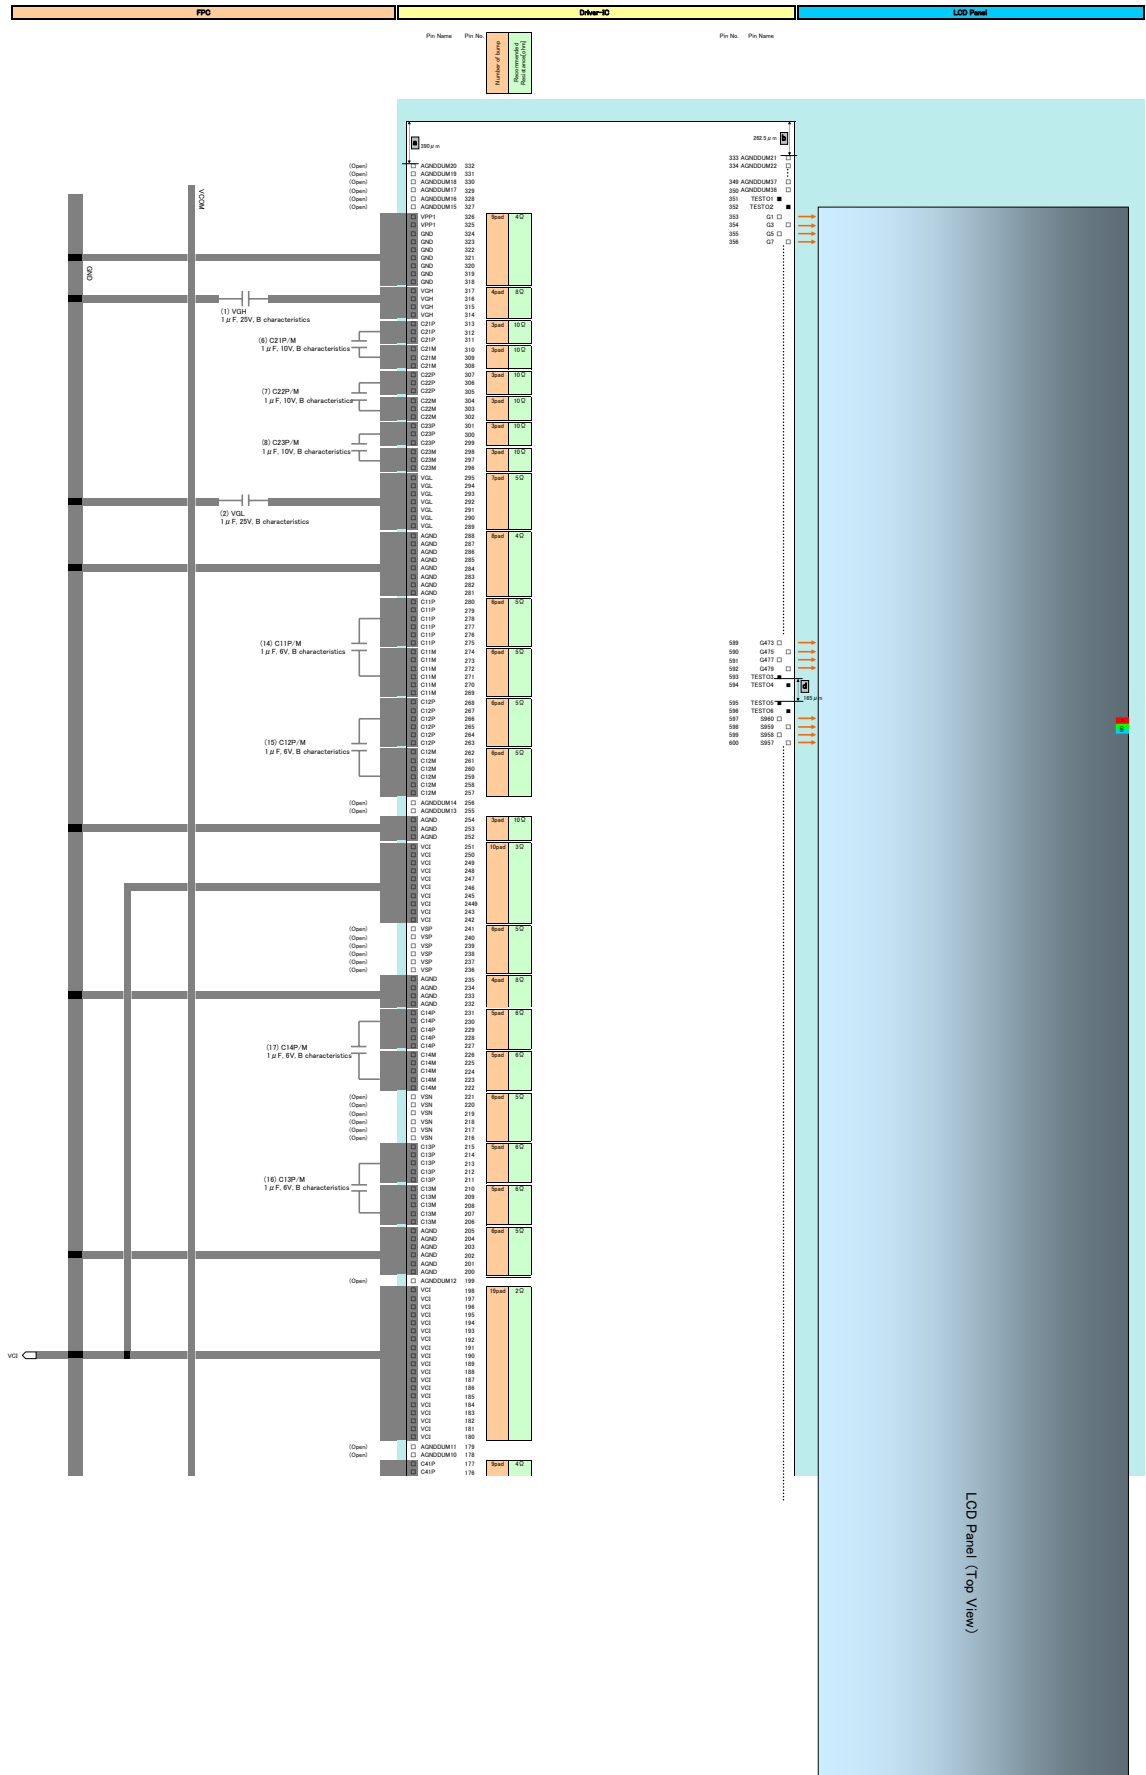 FPC Driver-IC LCD Panel
Pin Name Pin No. Number of bump Recommended Resistance(ohm) Pin No. Pin Name
a 390μm
262.5μm b
(Open) AGNDDUM20 332
(Open) AGNDDUM19 331
(Open) AGNDDUM18 330
(Open) AGNDDUM17 329
(Open) AGNDDUM16 328
(Open) AGNDDUM15 327
VPP1 326 9pad 4Ω
VPP1 325
GND 324
GND 323
GND 322
GND 321
GND 320
GND 319
GND 318
VGH 317 4pad 8Ω
VGH 316
VGH 315
VGH 314
C21P 313 3pad 10Ω
C21P 312
C21P 311
C21M 310 3pad 10Ω
C21M 309
C21M 308
C22P 307 3pad 10Ω
C22P 306
C22P 305
C22M 304 3pad 10Ω
C22M 303
C22M 302
C23P 301 3pad 10Ω
C23P 300
C23P 299
C23M 298 3pad 10Ω
C23M 297
C23M 296
VGL 295 7pad 5Ω
VGL 294
VGL 293
VGL 292
VGL 291
VGL 290
VGL 289
AGND 288 8pad 4Ω
AGND 287
AGND 286
AGND 285
AGND 284
AGND 283
AGND 282
AGND 281
C11P 280 6pad 5Ω
C11P 279
C11P 278
C11P 277
C11P 276
C11P 275
C11M 274 6pad 5Ω
C11M 273
C11M 272
C11M 271
C11M 270
C11M 269
C12P 268 6pad 5Ω
C12P 267
C12P 266
C12P 265
C12P 264
C12P 263
C12M 262 6pad 5Ω
C12M 261
C12M 260
C12M 259
C12M 258
C12M 257
(Open) AGNDDUM14 256
(Open) AGNDDUM13 255
AGND 254 3pad 10Ω
AGND 253
AGND 252
VCI 251 10pad 3Ω
VCI 250
VCI 249
VCI 248
VCI 247
VCI 246
VCI 245
VCI 2449
VCI 243
VCI 242
(Open) VSP 241 6pad 5Ω
(Open) VSP 240
(Open) VSP 239
(Open) VSP 238
(Open) VSP 237
(Open) VSP 236
AGND 235 4pad 8Ω
AGND 234
AGND 233
AGND 232
C14P 231 5pad 6Ω
C14P 230
C14P 229
C14P 228
C14P 227
C14M 226 5pad 6Ω
C14M 225
C14M 224
C14M 223
C14M 222
(Open) VSN 221 6pad 5Ω
(Open) VSN 220
(Open) VSN 219
(Open) VSN 218
(Open) VSN 217
(Open) VSN 216
C13P 215 5pad 6Ω
C13P 214
C13P 213
C13P 212
C13P 211
C13M 210 5pad 6Ω
C13M 209
C13M 208
C13M 207
C13M 206
AGND 205 6pad 5Ω
AGND 204
AGND 203
AGND 202
AGND 201
AGND 200
(Open) AGNDDUM12 199
VCI 198 19pad 2Ω
VCI 197
VCI 196
VCI 195
VCI 194
VCI 193
VCI 192
VCI 191
VCI 190
VCI 189
VCI 188
VCI 187
VCI 186
VCI 185
VCI 184
VCI 183
VCI 182
VCI 181
VCI 180
(Open) AGNDDUM11 179
(Open) AGNDDUM10 178
C41P 177 9pad 4Ω
C41P 176
VCOM
GND
(1) VGH
1μF, 25V, B characteristics
(6) C21P/M
1μF, 10V, B characteristics
(7) C22P/M
1μF, 10V, B characteristics
(8) C23P/M
1μF, 10V, B characteristics
(2) VGL
1μF, 25V, B characteristics
(14) C11P/M
1μF, 6V, B characteristics
(15) C12P/M
1μF, 6V, B characteristics
(17) C14P/M
1μF, 6V, B characteristics
(16) C13P/M
1μF, 6V, B characteristics
VCI
333 AGNDDUM21
334 AGNDDUM22
349 AGNDDUM37
350 AGNDDUM38
351 TESTO1
352 TESTO2
353 G1
354 G3
355 G5
356 G7
589 G473
590 G475
591 G477
592 G479
593 TESTO3
594 TESTO4
d
165μm
595 TESTO5
596 TESTO6
597 S960
598 S959
599 S958
600 S957
LCD Panel (Top View)